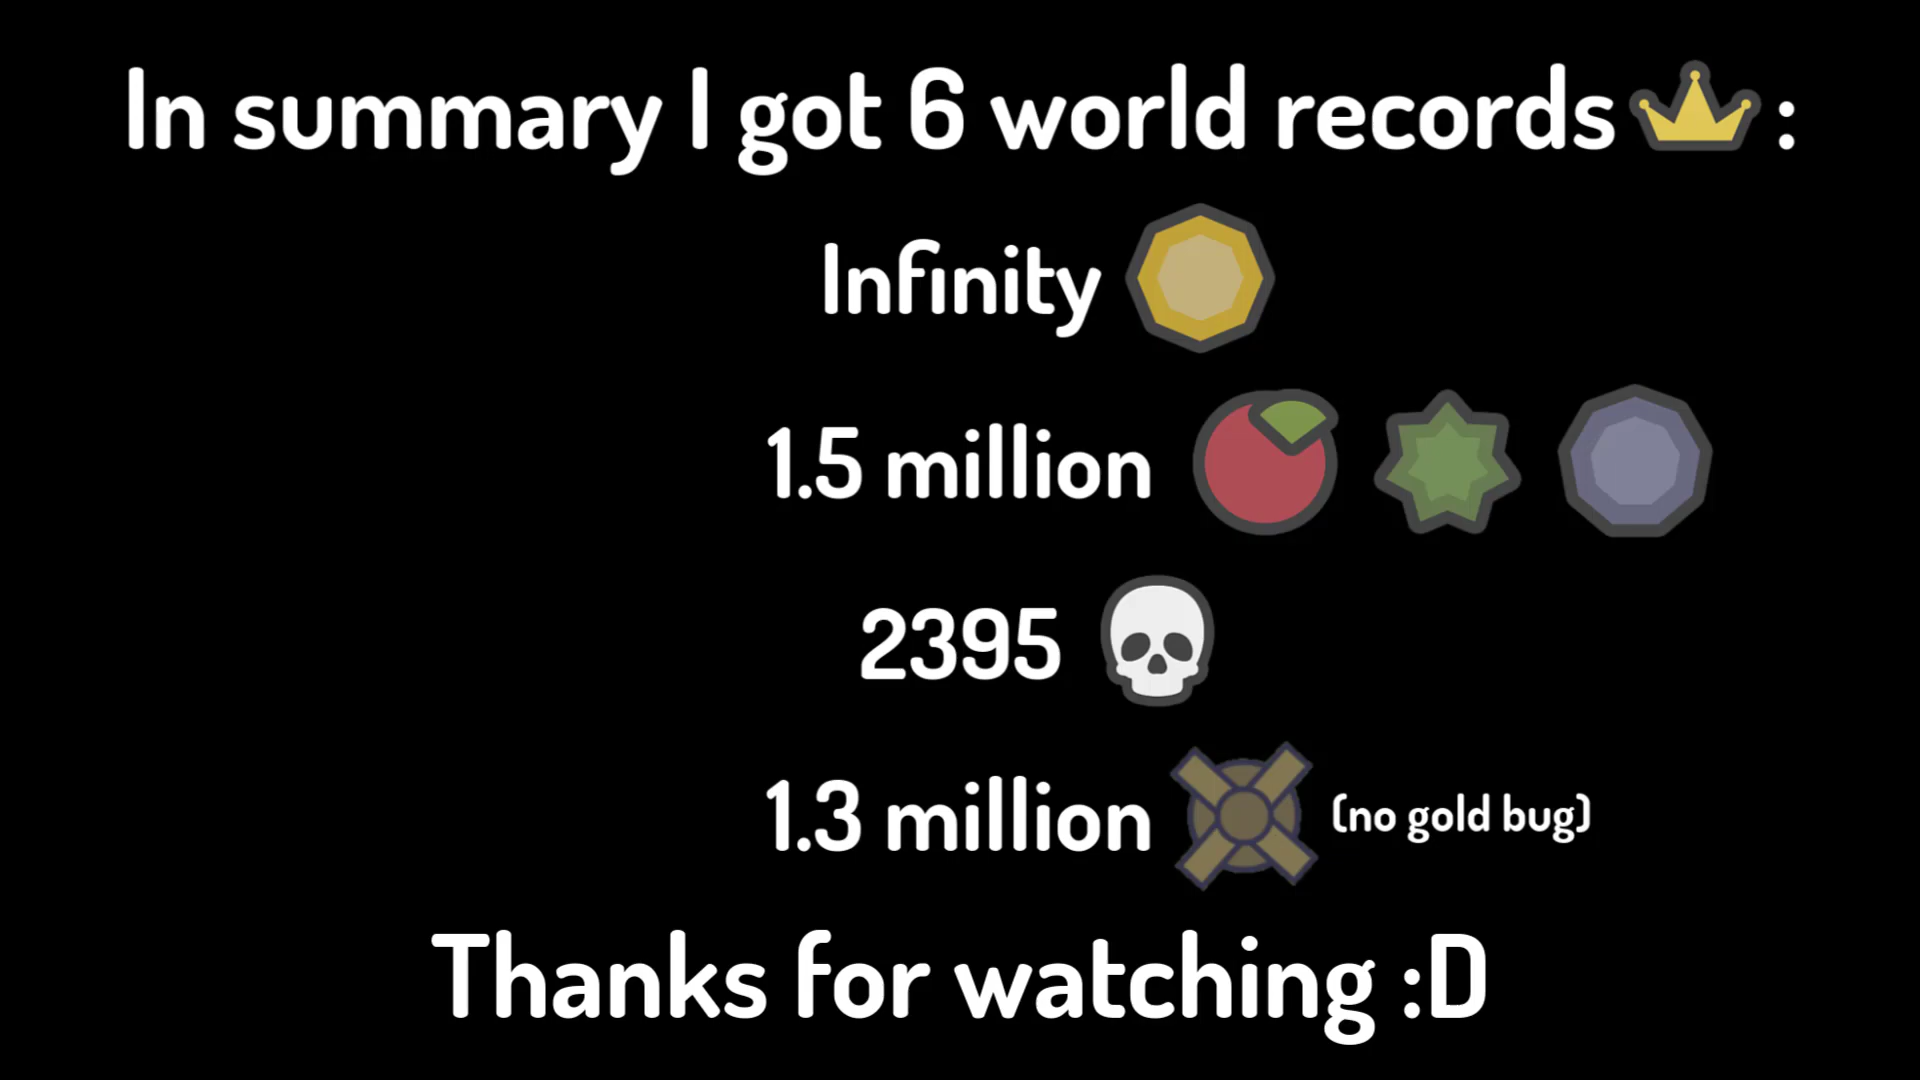 In summary I got 6 world records :
Infinity
1.5 million
2395
1.3 million (no gold bug)
Thanks for watching :D